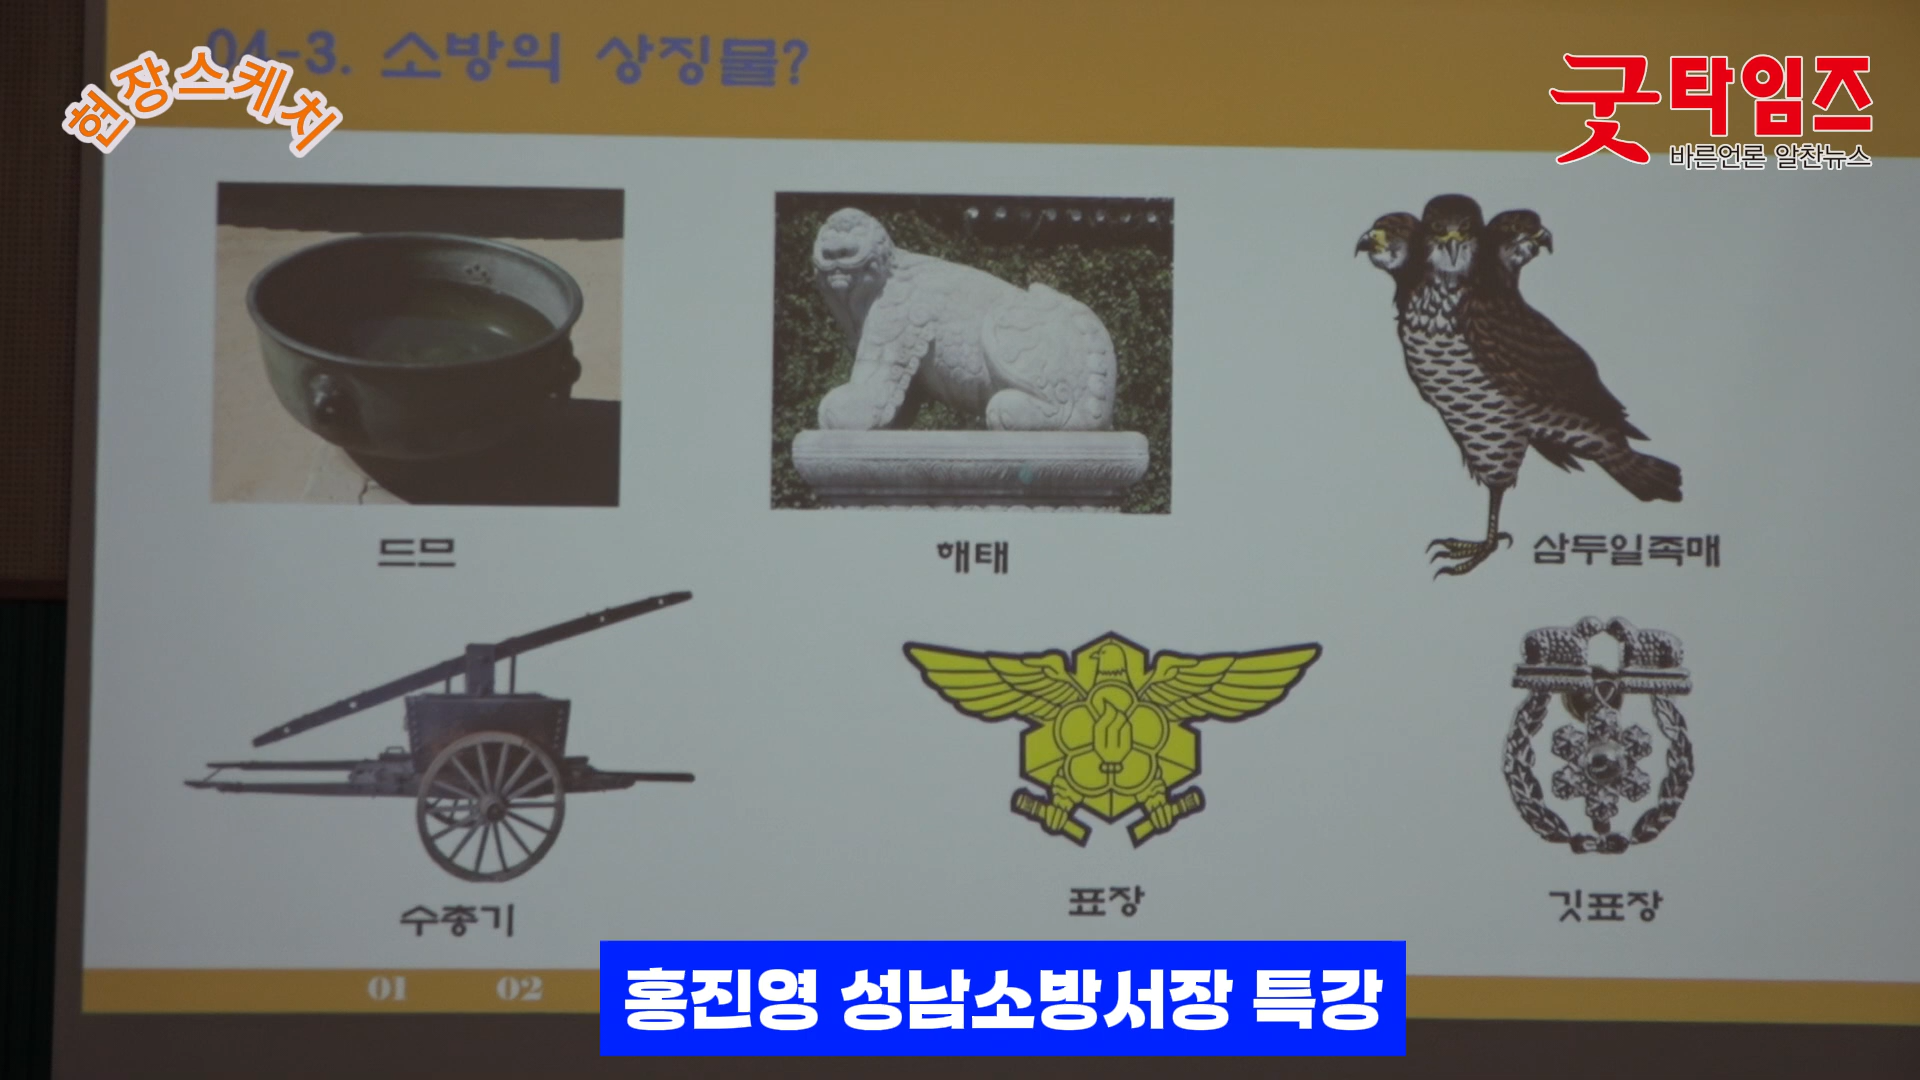 04-3. 소방의 상징물?
현장스케치
굿타임즈
바른언론 알찬뉴스
드므
해태
삼두일족매
수총기
표장
깃표장
01 02
홍진영 성남소방서장 특강